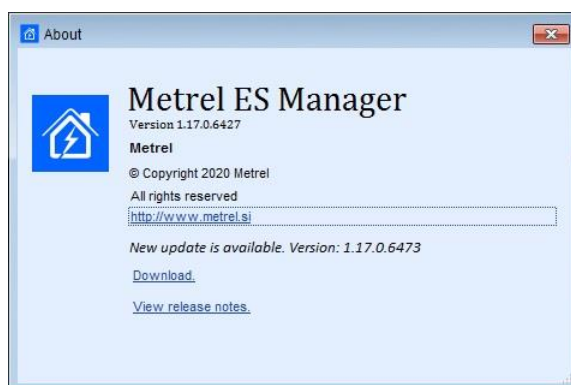 About
Metrel ES Manager
Version 1.17.0.6427
Metrel
© Copyright 2020 Metrel
All rights reserved
http://www.metrel.si
New update is available. Version: 1.17.0.6473
Download.
View release notes.